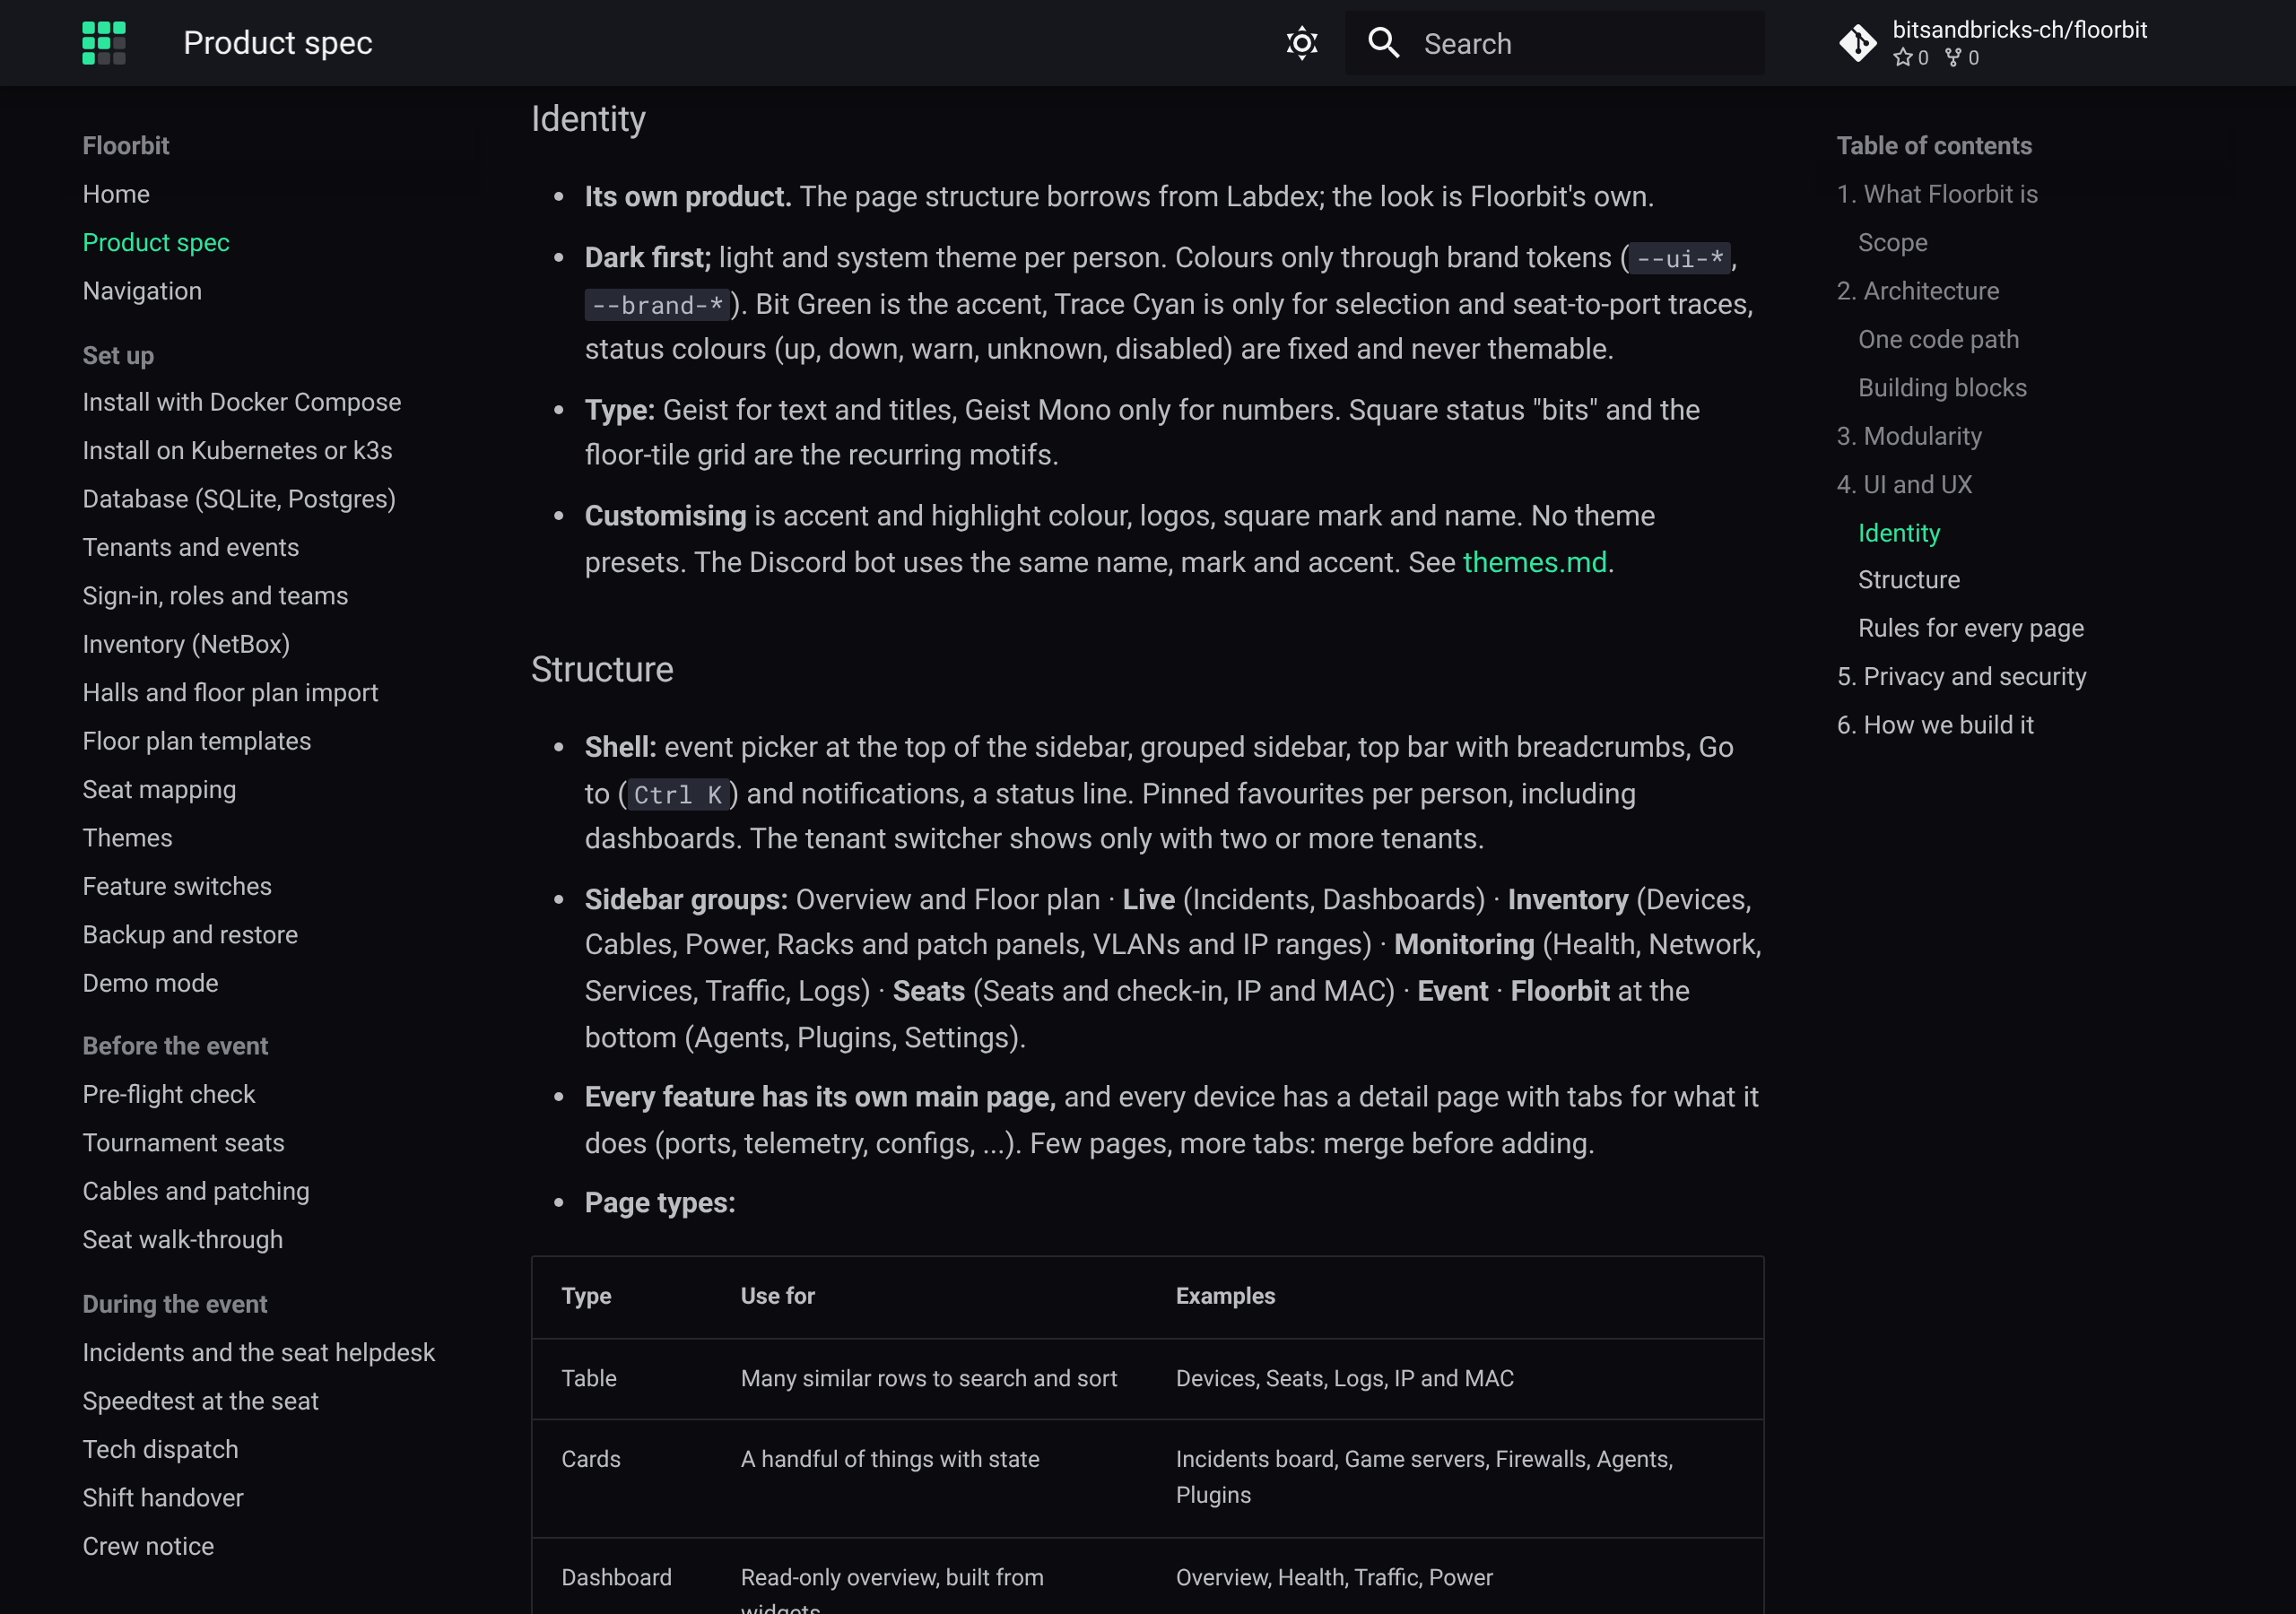 Product spec
Search
bitsandbricks-ch/floorbit
0 0
Floorbit
Home
Product spec
Navigation
Set up
Install with Docker Compose
Install on Kubernetes or k3s
Database (SQLite, Postgres)
Tenants and events
Sign-in, roles and teams
Inventory (NetBox)
Halls and floor plan import
Floor plan templates
Seat mapping
Themes
Feature switches
Backup and restore
Demo mode
Before the event
Pre-flight check
Tournament seats
Cables and patching
Seat walk-through
During the event
Incidents and the seat helpdesk
Speedtest at the seat
Tech dispatch
Shift handover
Crew notice
Identity
• Its own product. The page structure borrows from Labdex; the look is Floorbit's own.
• Dark first; light and system theme per person. Colours only through brand tokens (--ui-*,
--brand-*). Bit Green is the accent, Trace Cyan is only for selection and seat-to-port traces,
status colours (up, down, warn, unknown, disabled) are fixed and never themable.
• Type: Geist for text and titles, Geist Mono only for numbers. Square status "bits" and the
floor-tile grid are the recurring motifs.
• Customising is accent and highlight colour, logos, square mark and name. No theme
presets. The Discord bot uses the same name, mark and accent. See themes.md.
Structure
• Shell: event picker at the top of the sidebar, grouped sidebar, top bar with breadcrumbs, Go
to (Ctrl K) and notifications, a status line. Pinned favourites per person, including
dashboards. The tenant switcher shows only with two or more tenants.
• Sidebar groups: Overview and Floor plan · Live (Incidents, Dashboards) · Inventory (Devices,
Cables, Power, Racks and patch panels, VLANs and IP ranges) · Monitoring (Health, Network,
Services, Traffic, Logs) · Seats (Seats and check-in, IP and MAC) · Event · Floorbit at the
bottom (Agents, Plugins, Settings).
• Every feature has its own main page, and every device has a detail page with tabs for what it
does (ports, telemetry, configs, ...). Few pages, more tabs: merge before adding.
• Page types:
Type Use for Examples
Table Many similar rows to search and sort Devices, Seats, Logs, IP and MAC
Cards A handful of things with state Incidents board, Game servers, Firewalls, Agents,
Plugins
Dashboard Read-only overview, built from Overview, Health, Traffic, Power
widgets
Table of contents
1. What Floorbit is
Scope
2. Architecture
One code path
Building blocks
3. Modularity
4. UI and UX
Identity
Structure
Rules for every page
5. Privacy and security
6. How we build it